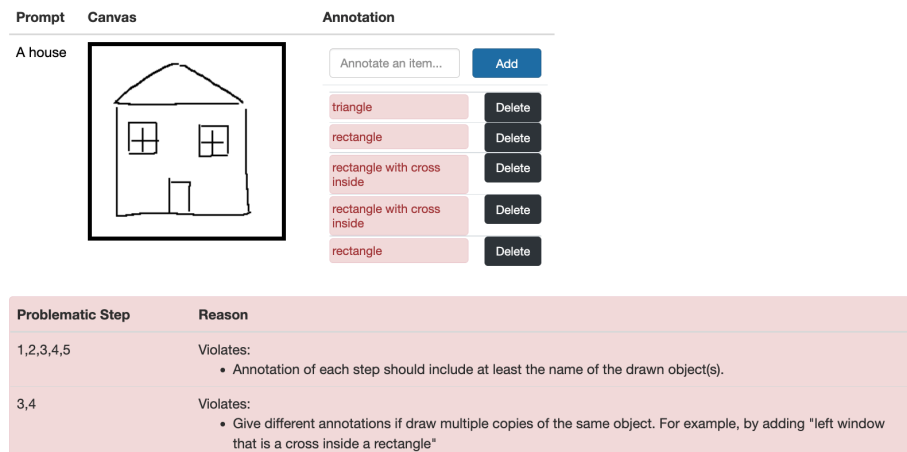 Prompt Canvas Annotation
A house
Annotate an item... Add
triangle Delete
rectangle Delete
rectangle with cross Delete
inside
rectangle with cross Delete
inside
rectangle Delete
Problematic Step Reason
1,2,3,4,5 Violates:
• Annotation of each step should include at least the name of the drawn object(s).
3,4 Violates:
• Give different annotations if draw multiple copies of the same object. For example, by adding "left window
that is a cross inside a rectangle"